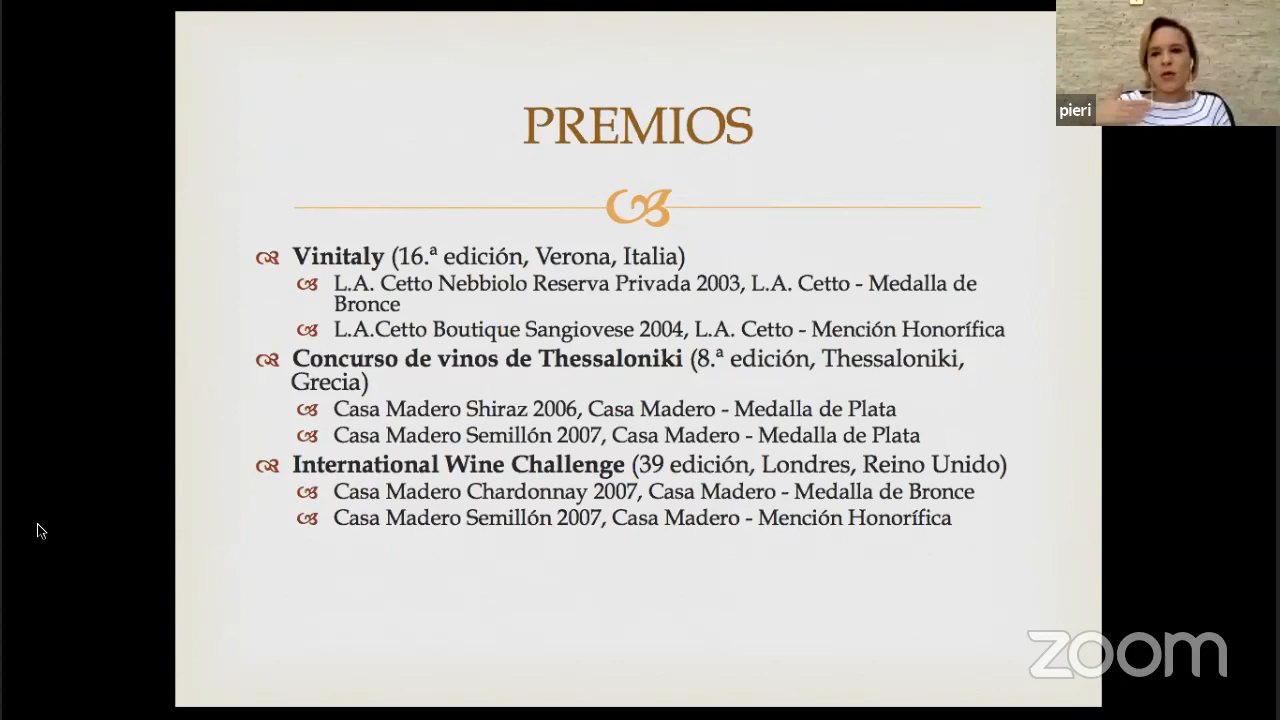 PREMIOS
Vinitaly (16.ª edición, Verona, Italia)
L.A. Cetto Nebbiolo Reserva Privada 2003, L.A. Cetto - Medalla de
Bronce
L.A.Cetto Boutique Sangiovese 2004, L.A. Cetto - Mención Honorífica
Concurso de vinos de Thessaloniki (8.ª edición, Thessaloniki,
Grecia)
Casa Madero Shiraz 2006, Casa Madero - Medalla de Plata
Casa Madero Semillón 2007, Casa Madero - Medalla de Plata
International Wine Challenge (39 edición, Londres, Reino Unido)
Casa Madero Chardonnay 2007, Casa Madero - Medalla de Bronce
Casa Madero Semillón 2007, Casa Madero - Mención Honorífica
pieri
zoom